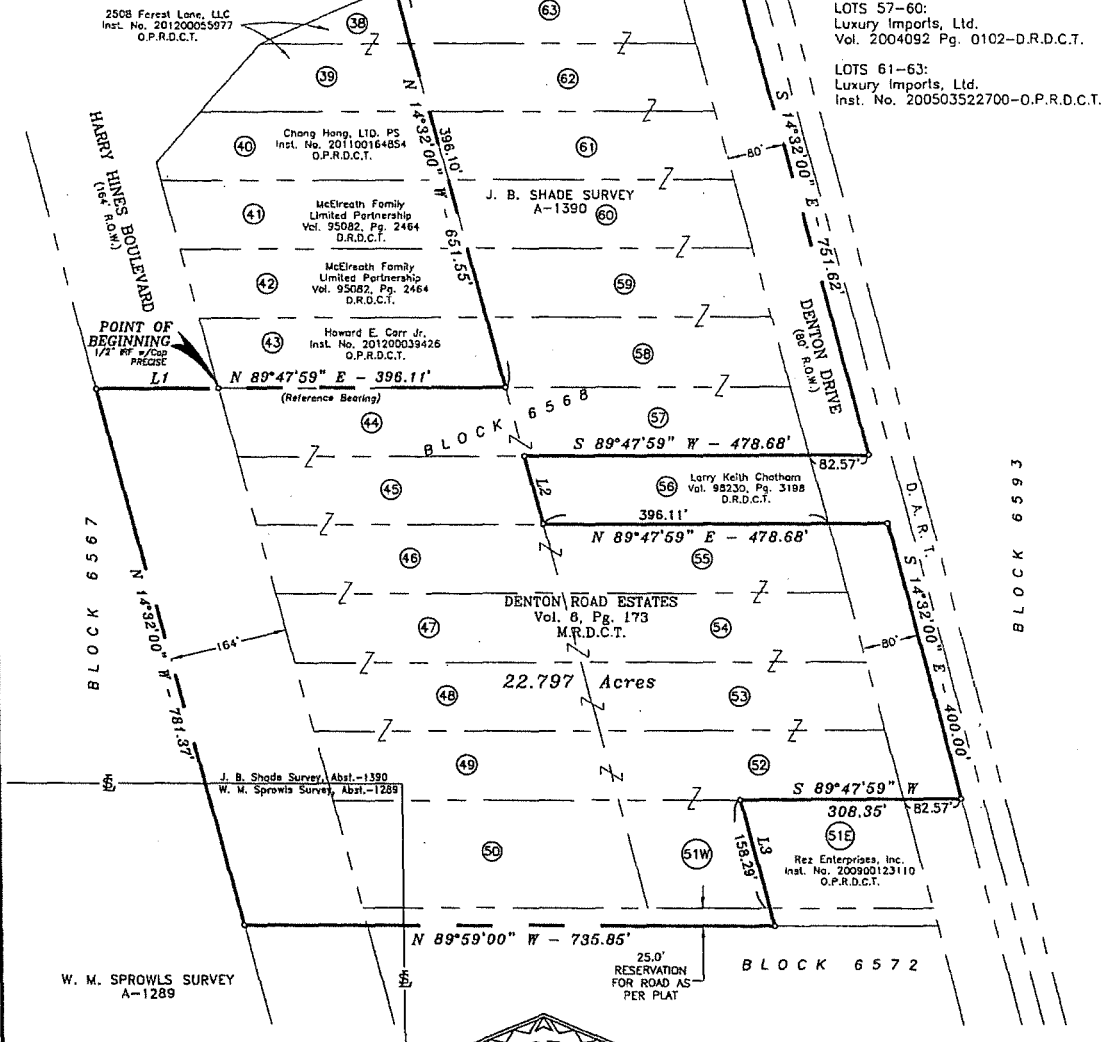 2508 Forest Lane, LLC
Inst. No. 201200055977
O.P.R.D.C.T.
38
63
LOTS 57-60:
Luxury Imports, Ltd.
Vol. 2004092 Pg. 0102-D.R.D.C.T.
LOTS 61-63:
Luxury Imports, Ltd.
Inst. No. 200503522700-O.P.R.D.C.T.
39
62
HARRY HINES BOULEVARD
(164' R.O.W.)
40
Chang Hong, LTD. PS
Inst. No. 201100164854
O.P.R.D.C.T.
N 14°32'00" W - 651.55'
396.10'
61
80'
S 14°32'00" E - 751.62'
J. B. SHADE SURVEY
A-1390
60
41
McElreath Family
Limited Partnership
Vol. 95082, Pg. 2464
D.R.D.C.T.
42
McElreath Family
Limited Partnership
Vol. 95082, Pg. 2464
D.R.D.C.T.
59
DENTON DRIVE
(80' R.O.W.)
POINT OF
BEGINNING
1/2" IRF w/Cap
PRECISE
43
Howard E. Carr Jr.
Inst. No. 201200039426
O.P.R.D.C.T.
58
L1
N 89°47'59" E - 396.11'
(Reference Bearing)
44
BLOCK 6568
57
S 89°47'59" W - 478.68'
82.57'
45
L2
56
Larry Keith Chatham
Vol. 98230, Pg. 3198
D.R.D.C.T.
396.11'
N 89°47'59" E - 478.68'
D.A.R.T.
BLOCK 6593
BLOCK 6567
46
55
N 14°32'00" W - 781.37'
164'
DENTON ROAD ESTATES
Vol. 8, Pg. 173
M.R.D.C.T.
47
54
80'
S 14°32'00" E - 400.00'
22.797 Acres
48
53
49
52
J. B. Shade Survey, Abst.-1390
W. M. Sprowls Survey, Abst.-1289
S 89°47'59" W
308.35'
82.57'
50
51W
L3
158.29'
51E
Rez Enterprises, Inc.
Inst. No. 200900123110
O.P.R.D.C.T.
N 89°59'00" W - 735.85'
25.0'
RESERVATION
FOR ROAD AS
PER PLAT
BLOCK 6572
W. M. SPROWLS SURVEY
A-1289